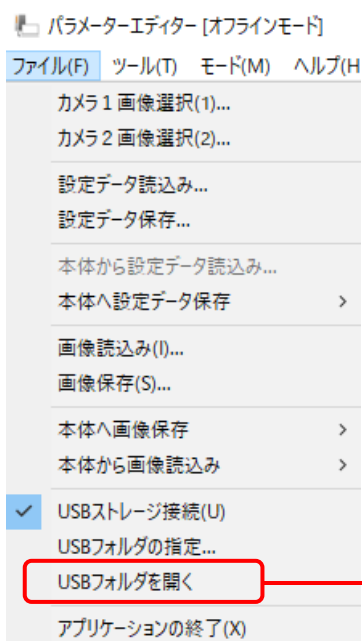 パラメーターエディター [オフラインモード]
ファイル(F) ツール(T) モード(M) ヘルプ(H
カメラ１画像選択(1)...
カメラ２画像選択(2)...
設定データ読込み...
設定データ保存...
本体から設定データ読込み...
本体へ設定データ保存
画像読込み(I)...
画像保存(S)...
本体へ画像保存
本体から画像読込み
USBストレージ接続(U)
USBフォルダの指定...
USBフォルダを開く
アプリケーションの終了(X)